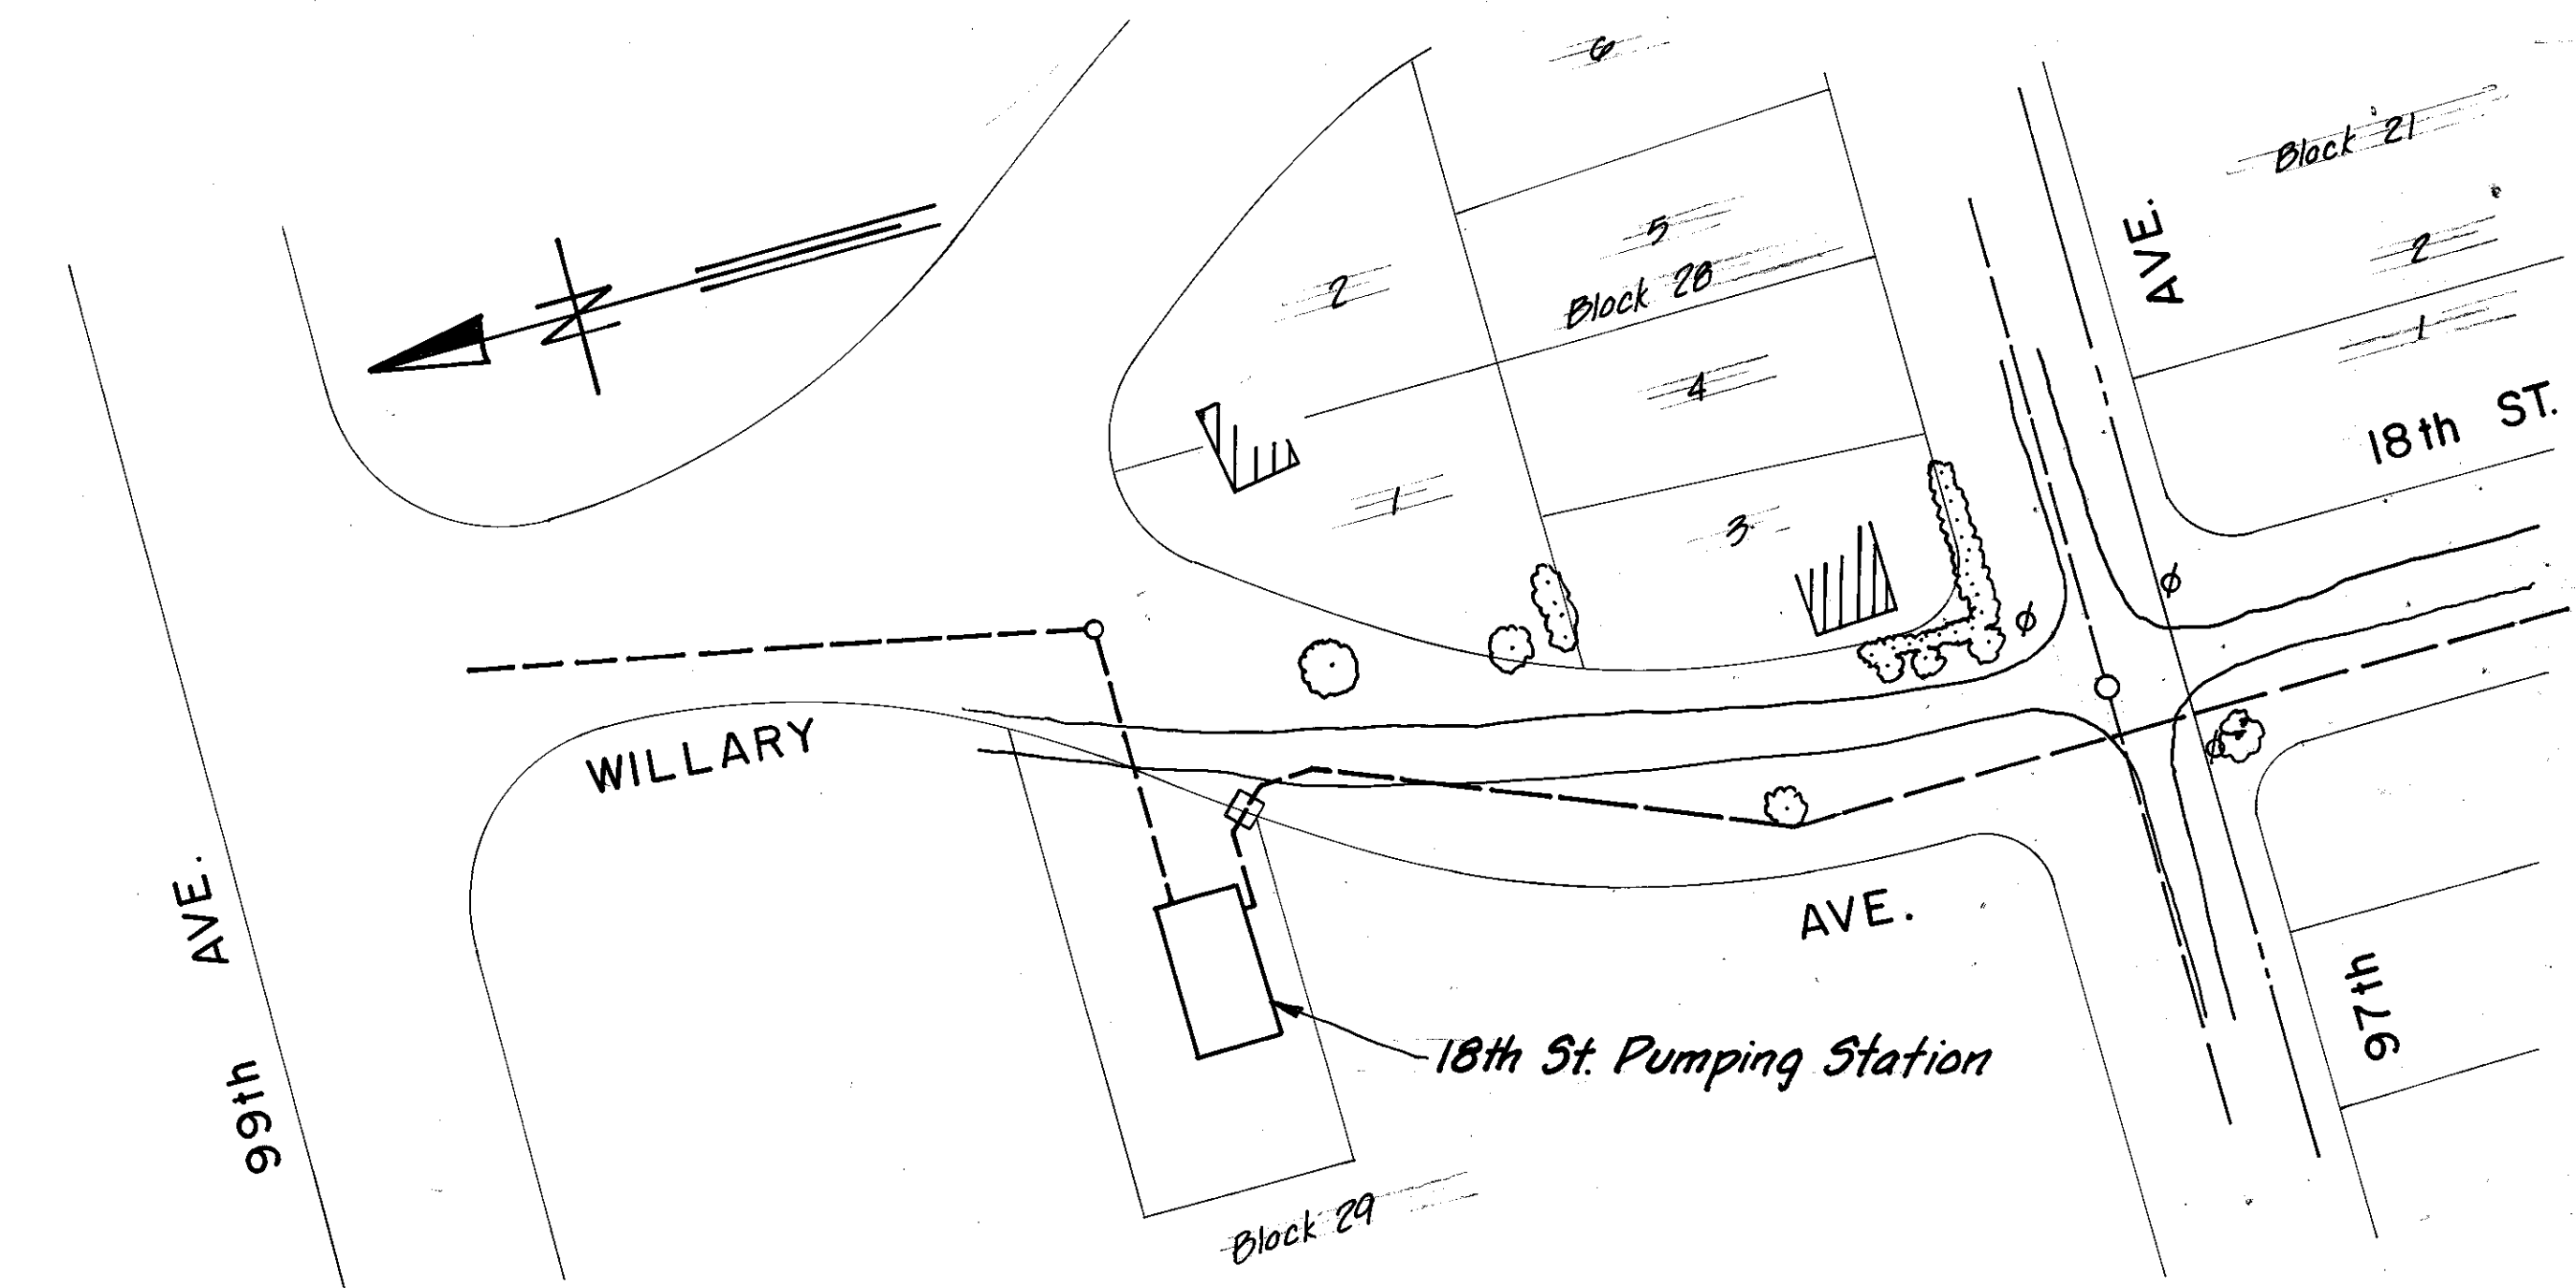 6
Block 21
2
AVE.
5
Block 28
2
1
4
18th ST.
N
1
3
WILLARY
AVE.
99th AVE.
97th
18th St. Pumping Station
Block 29